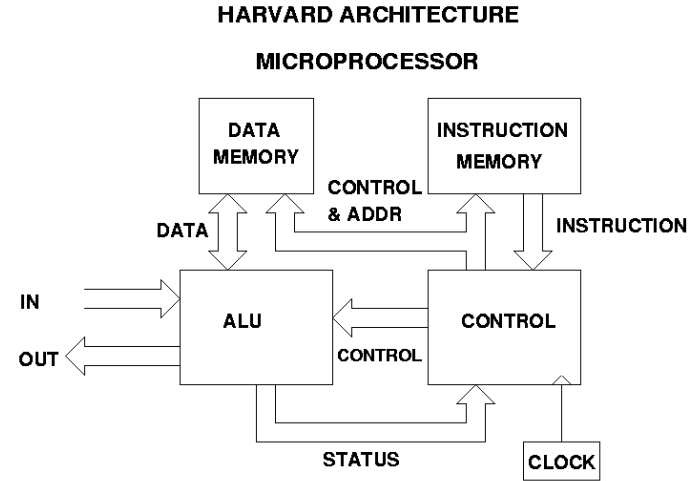 HARVARD ARCHITECTURE
MICROPROCESSOR
DATA
MEMORY
INSTRUCTION
MEMORY
CONTROL
& ADDR
DATA
INSTRUCTION
IN
ALU
CONTROL
OUT
CONTROL
STATUS
CLOCK